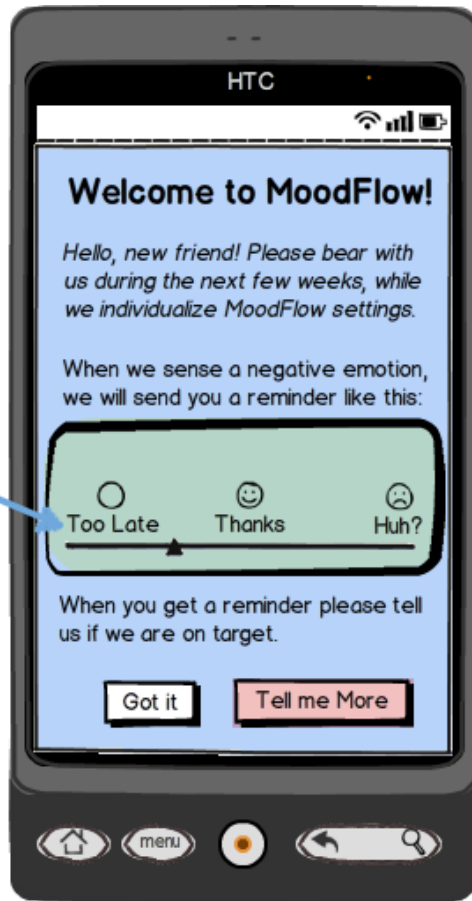 HTC
Welcome to MoodFlow!
Hello, new friend! Please bear with
us during the next few weeks, while
we individualize MoodFlow settings.
When we sense a negative emotion,
we will send you a reminder like this:
Too Late Thanks Huh?
When you get a reminder please tell
us if we are on target.
Got it Tell me More
menu